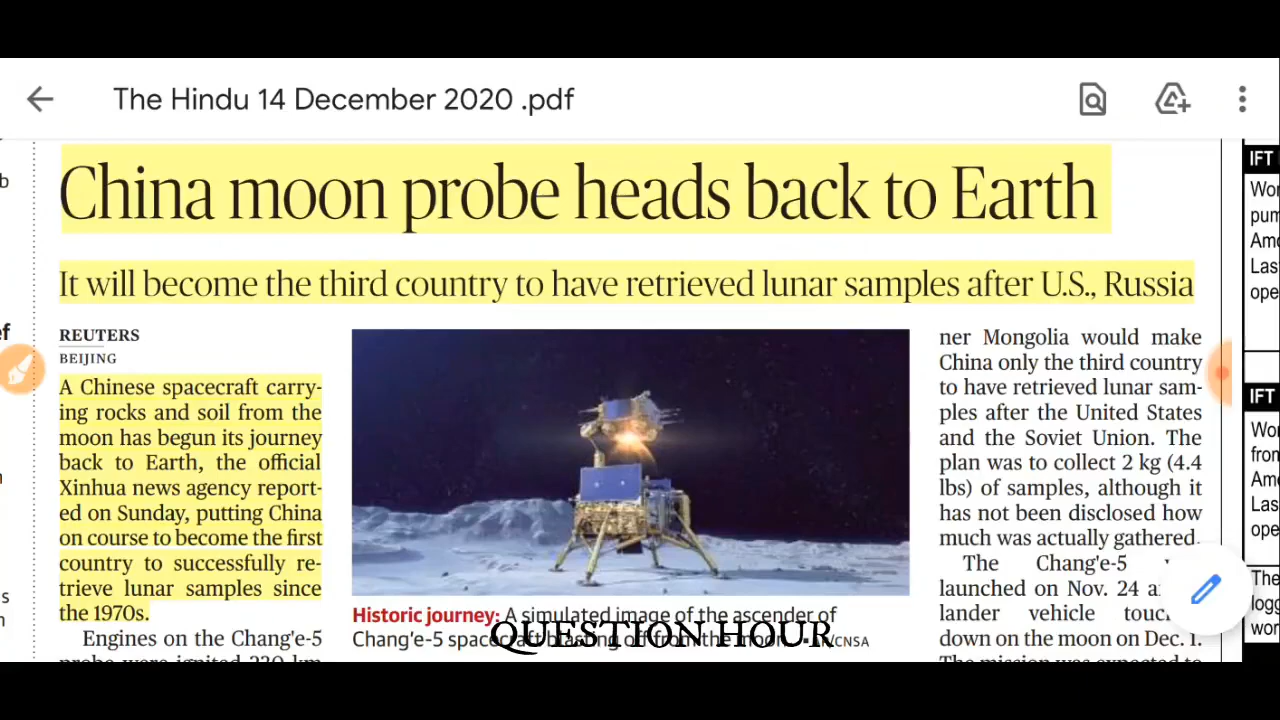 The Hindu 14 December 2020 .pdf
China moon probe heads back to Earth
It will become the third country to have retrieved lunar samples after U.S., Russia
REUTERS
BEIJING
A Chinese spacecraft carry-
ing rocks and soil from the
moon has begun its journey
back to Earth, the official
Xinhua news agency report-
ed on Sunday, putting China
on course to become the first
country to successfully re-
trieve lunar samples since
the 1970s.
Engines on the Chang'e-5
Historic journey: A simulated image of the ascender of
Chang'e-5
QUESTION HOUR
/CNSA
ner Mongolia would make
China only the third country
to have retrieved lunar sam-
ples after the United States
and the Soviet Union. The
plan was to collect 2 kg (4.4
lbs) of samples, although it
has not been disclosed how
much was actually gathered.
The Chang'e-5
launched on Nov. 24
lander vehicle
down on the moon on Dec. 1.
IFT
IFT